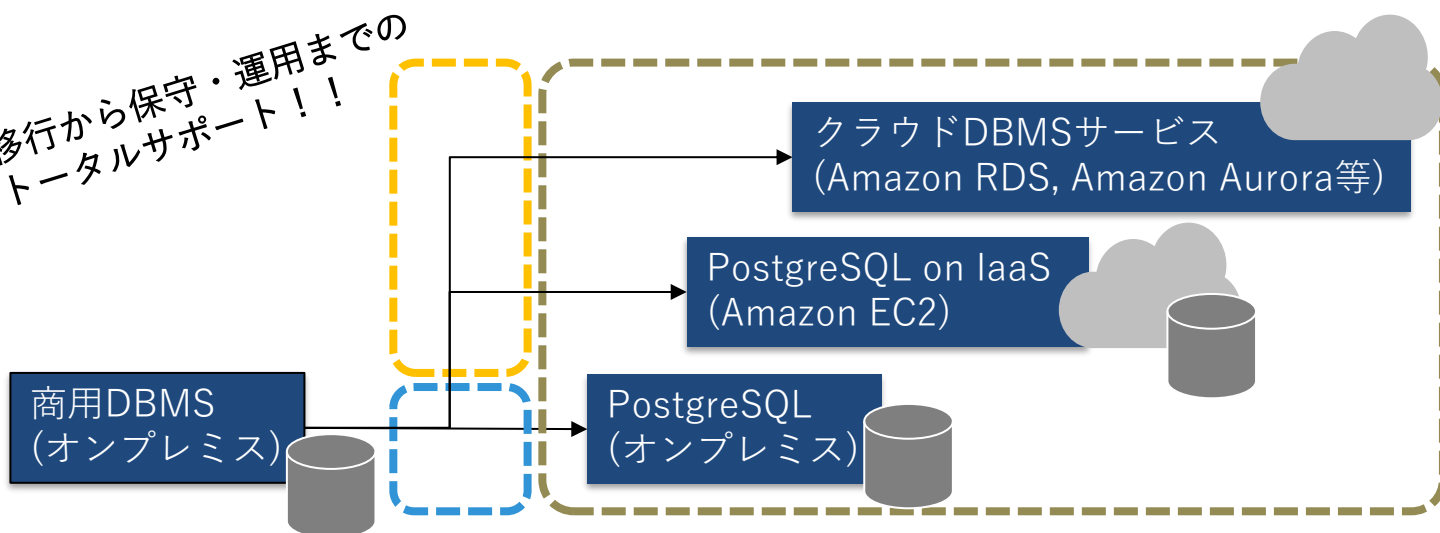 移行から保守・運用までの
トータルサポート！！
クラウドDBMSサービス
(Amazon RDS, Amazon Aurora等)
PostgreSQL on IaaS
(Amazon EC2)
商用DBMS
(オンプレミス)
PostgreSQL
(オンプレミス)